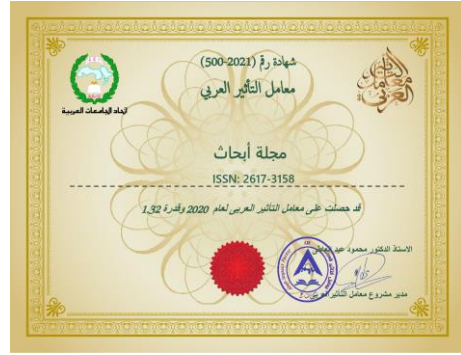 شهادة رقم (2021-500)
معامل التأثير العربي
اتحاد الجامعات العربية
مجلة أبحاث
ISSN: 2617-3158
قد حصلت على معامل التأثير العربي لعام 2020 وقدرة 1,32
الاستاذ الدكتور محمود عبد
مدير مشروع معامل التأثير العربي